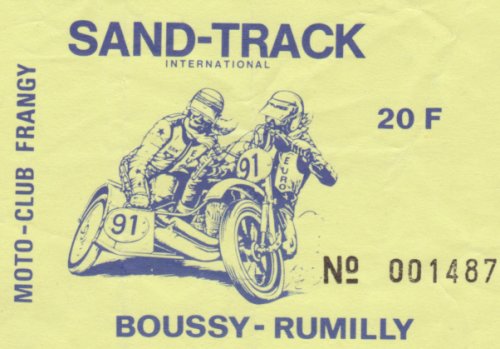 SAND-TRACK
INTERNATIONAL
MOTO-CLUB FRANGY
20 F
91
91
EURO
Nº 001487
BOUSSY - RUMILLY